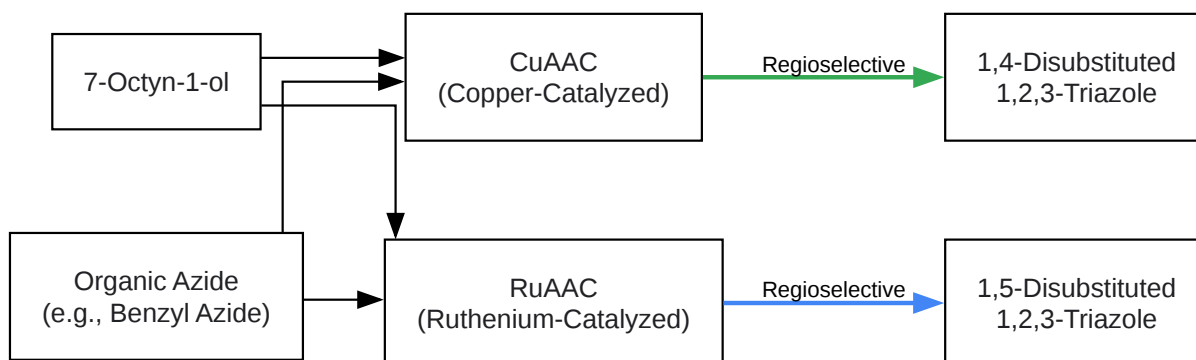 7-Octyn-1-ol
CuAAC
(Copper-Catalyzed)
Regioselective
1,4-Disubstituted
1,2,3-Triazole
Organic Azide
(e.g., Benzyl Azide)
RuAAC
(Ruthenium-Catalyzed)
Regioselective
1,5-Disubstituted
1,2,3-Triazole